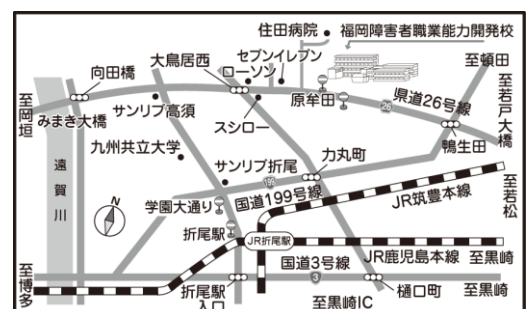 住田病院
福岡障害者職業能力開発校
大鳥居西
セブンイレブン
ローソン
至頓田
向田橋
至岡垣
みまき大橋
サンリブ高須
スシロー
原牟田
県道26号線
26
至若戸大橋
九州共立大学
サンリブ折尾
力丸町
鴨生田
遠賀川
N
学園大通り
国道199号線
199
JR筑豊本線
至若松
折尾駅
JR折尾駅
JR鹿児島本線
至黒崎
至博多
折尾駅入口
国道3号線
3
樋口町
至黒崎
至黒崎IC